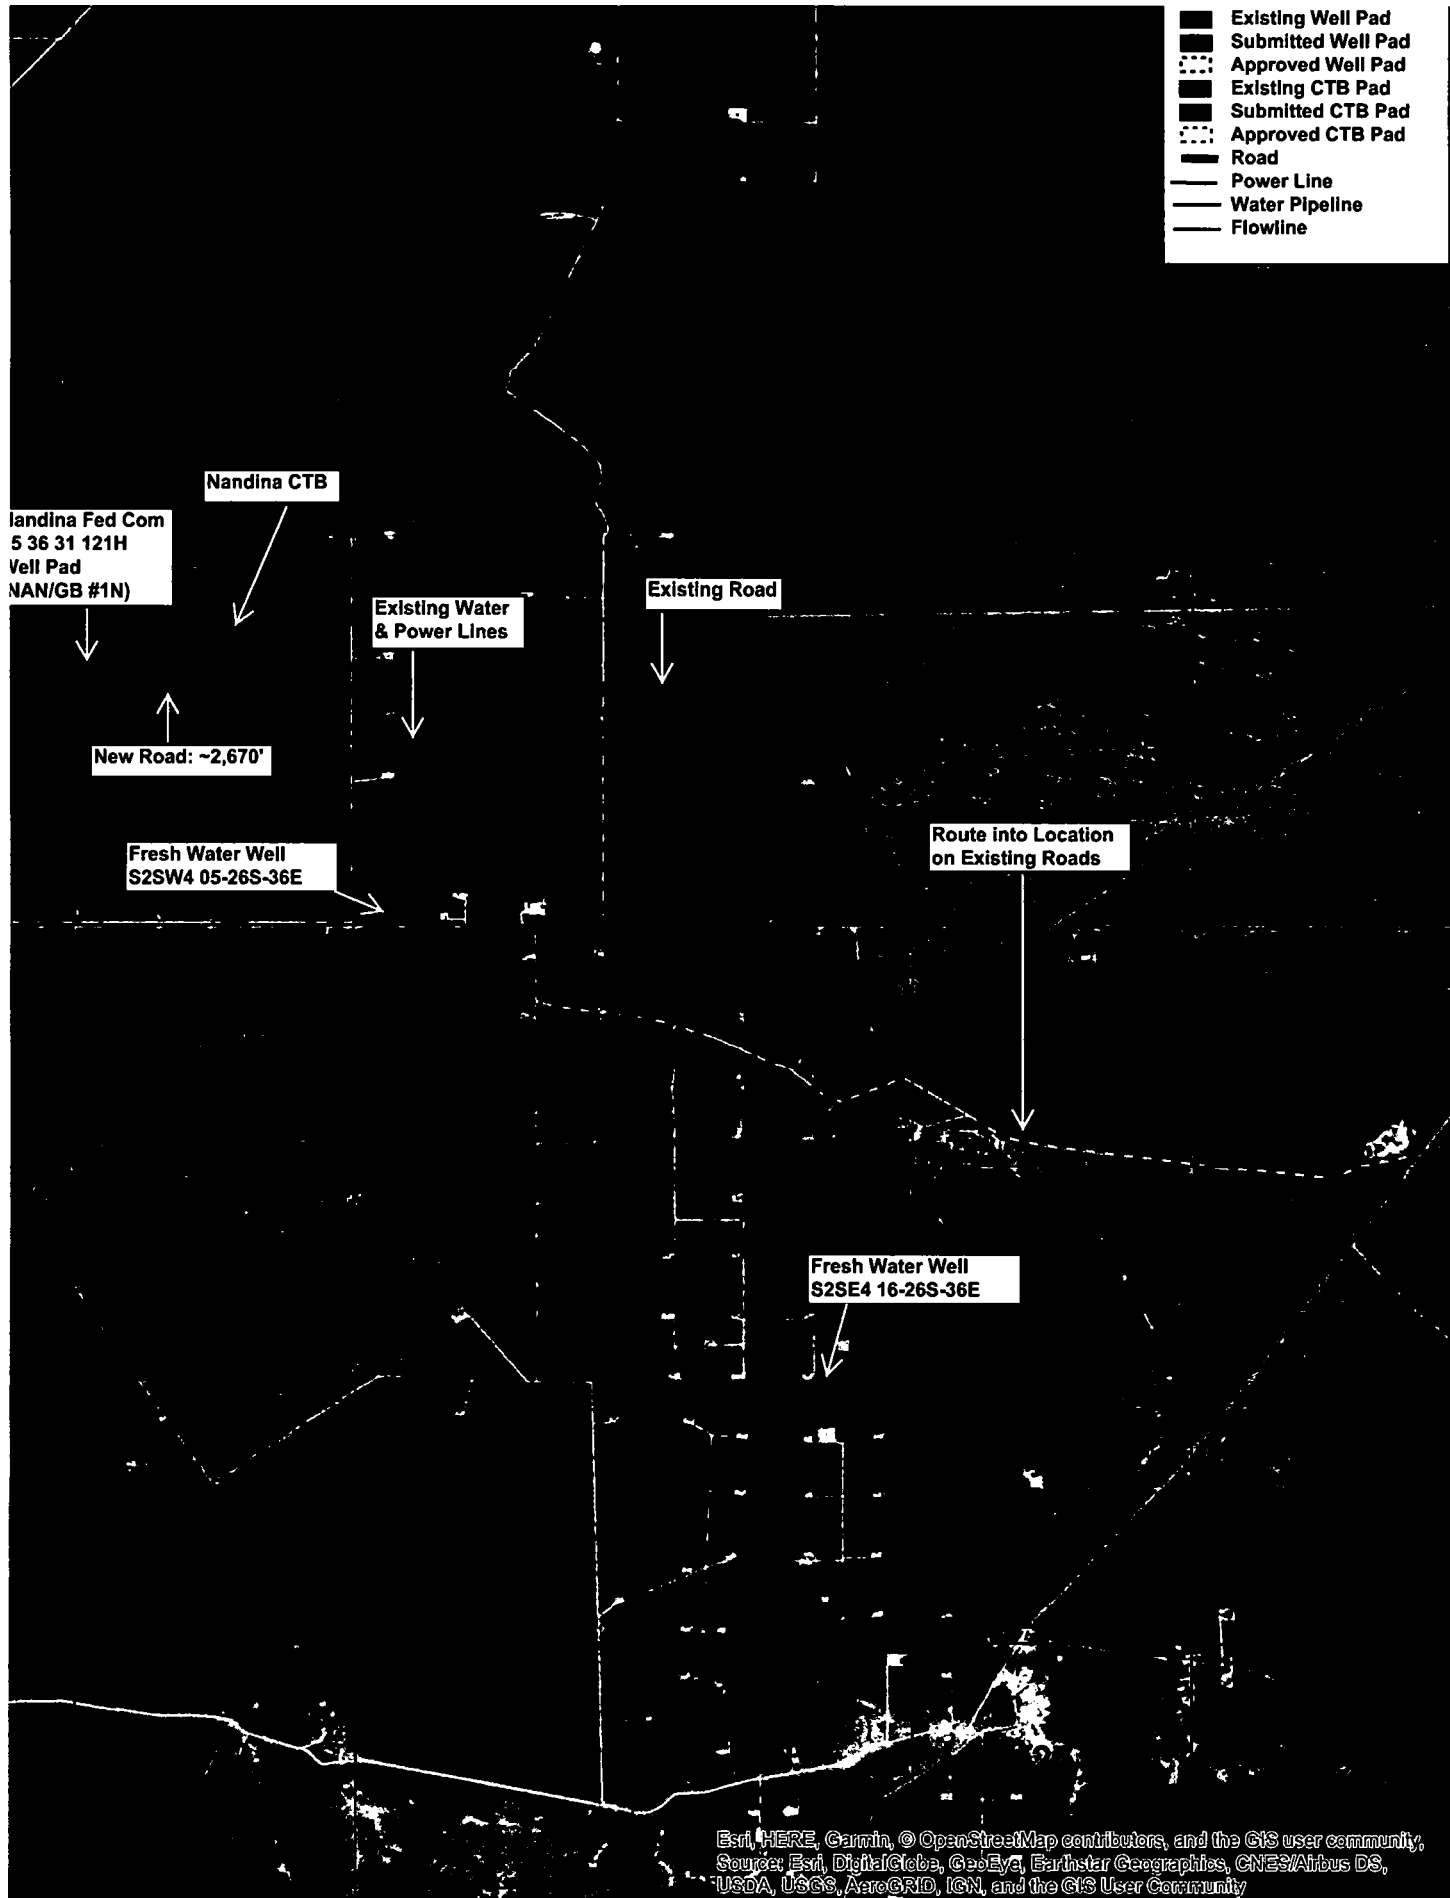 Existing Well Pad
Submitted Well Pad
Approved Well Pad
Existing CTB Pad
Submitted CTB Pad
Approved CTB Pad
Road
Power Line
Water Pipeline
Flowline
Nandina CTB
landina Fed Com
5 36 31 121H
Vell Pad
NAN/GB #1N)
Existing Water
& Power Lines
Existing Road
New Road: ~2,670'
Fresh Water Well
S2SW4 05-26S-36E
Route into Location
on Existing Roads
Fresh Water Well
S2SE4 16-26S-36E
Esri, HERE, Garmin, © OpenStreetMap contributors, and the GIS user community,
Source: Esri, DigitalGlobe, GeoEye, Earthstar Geographics, CNES/Airbus DS,
USDA, USGS, AeroGRID, IGN, and the GIS User Community